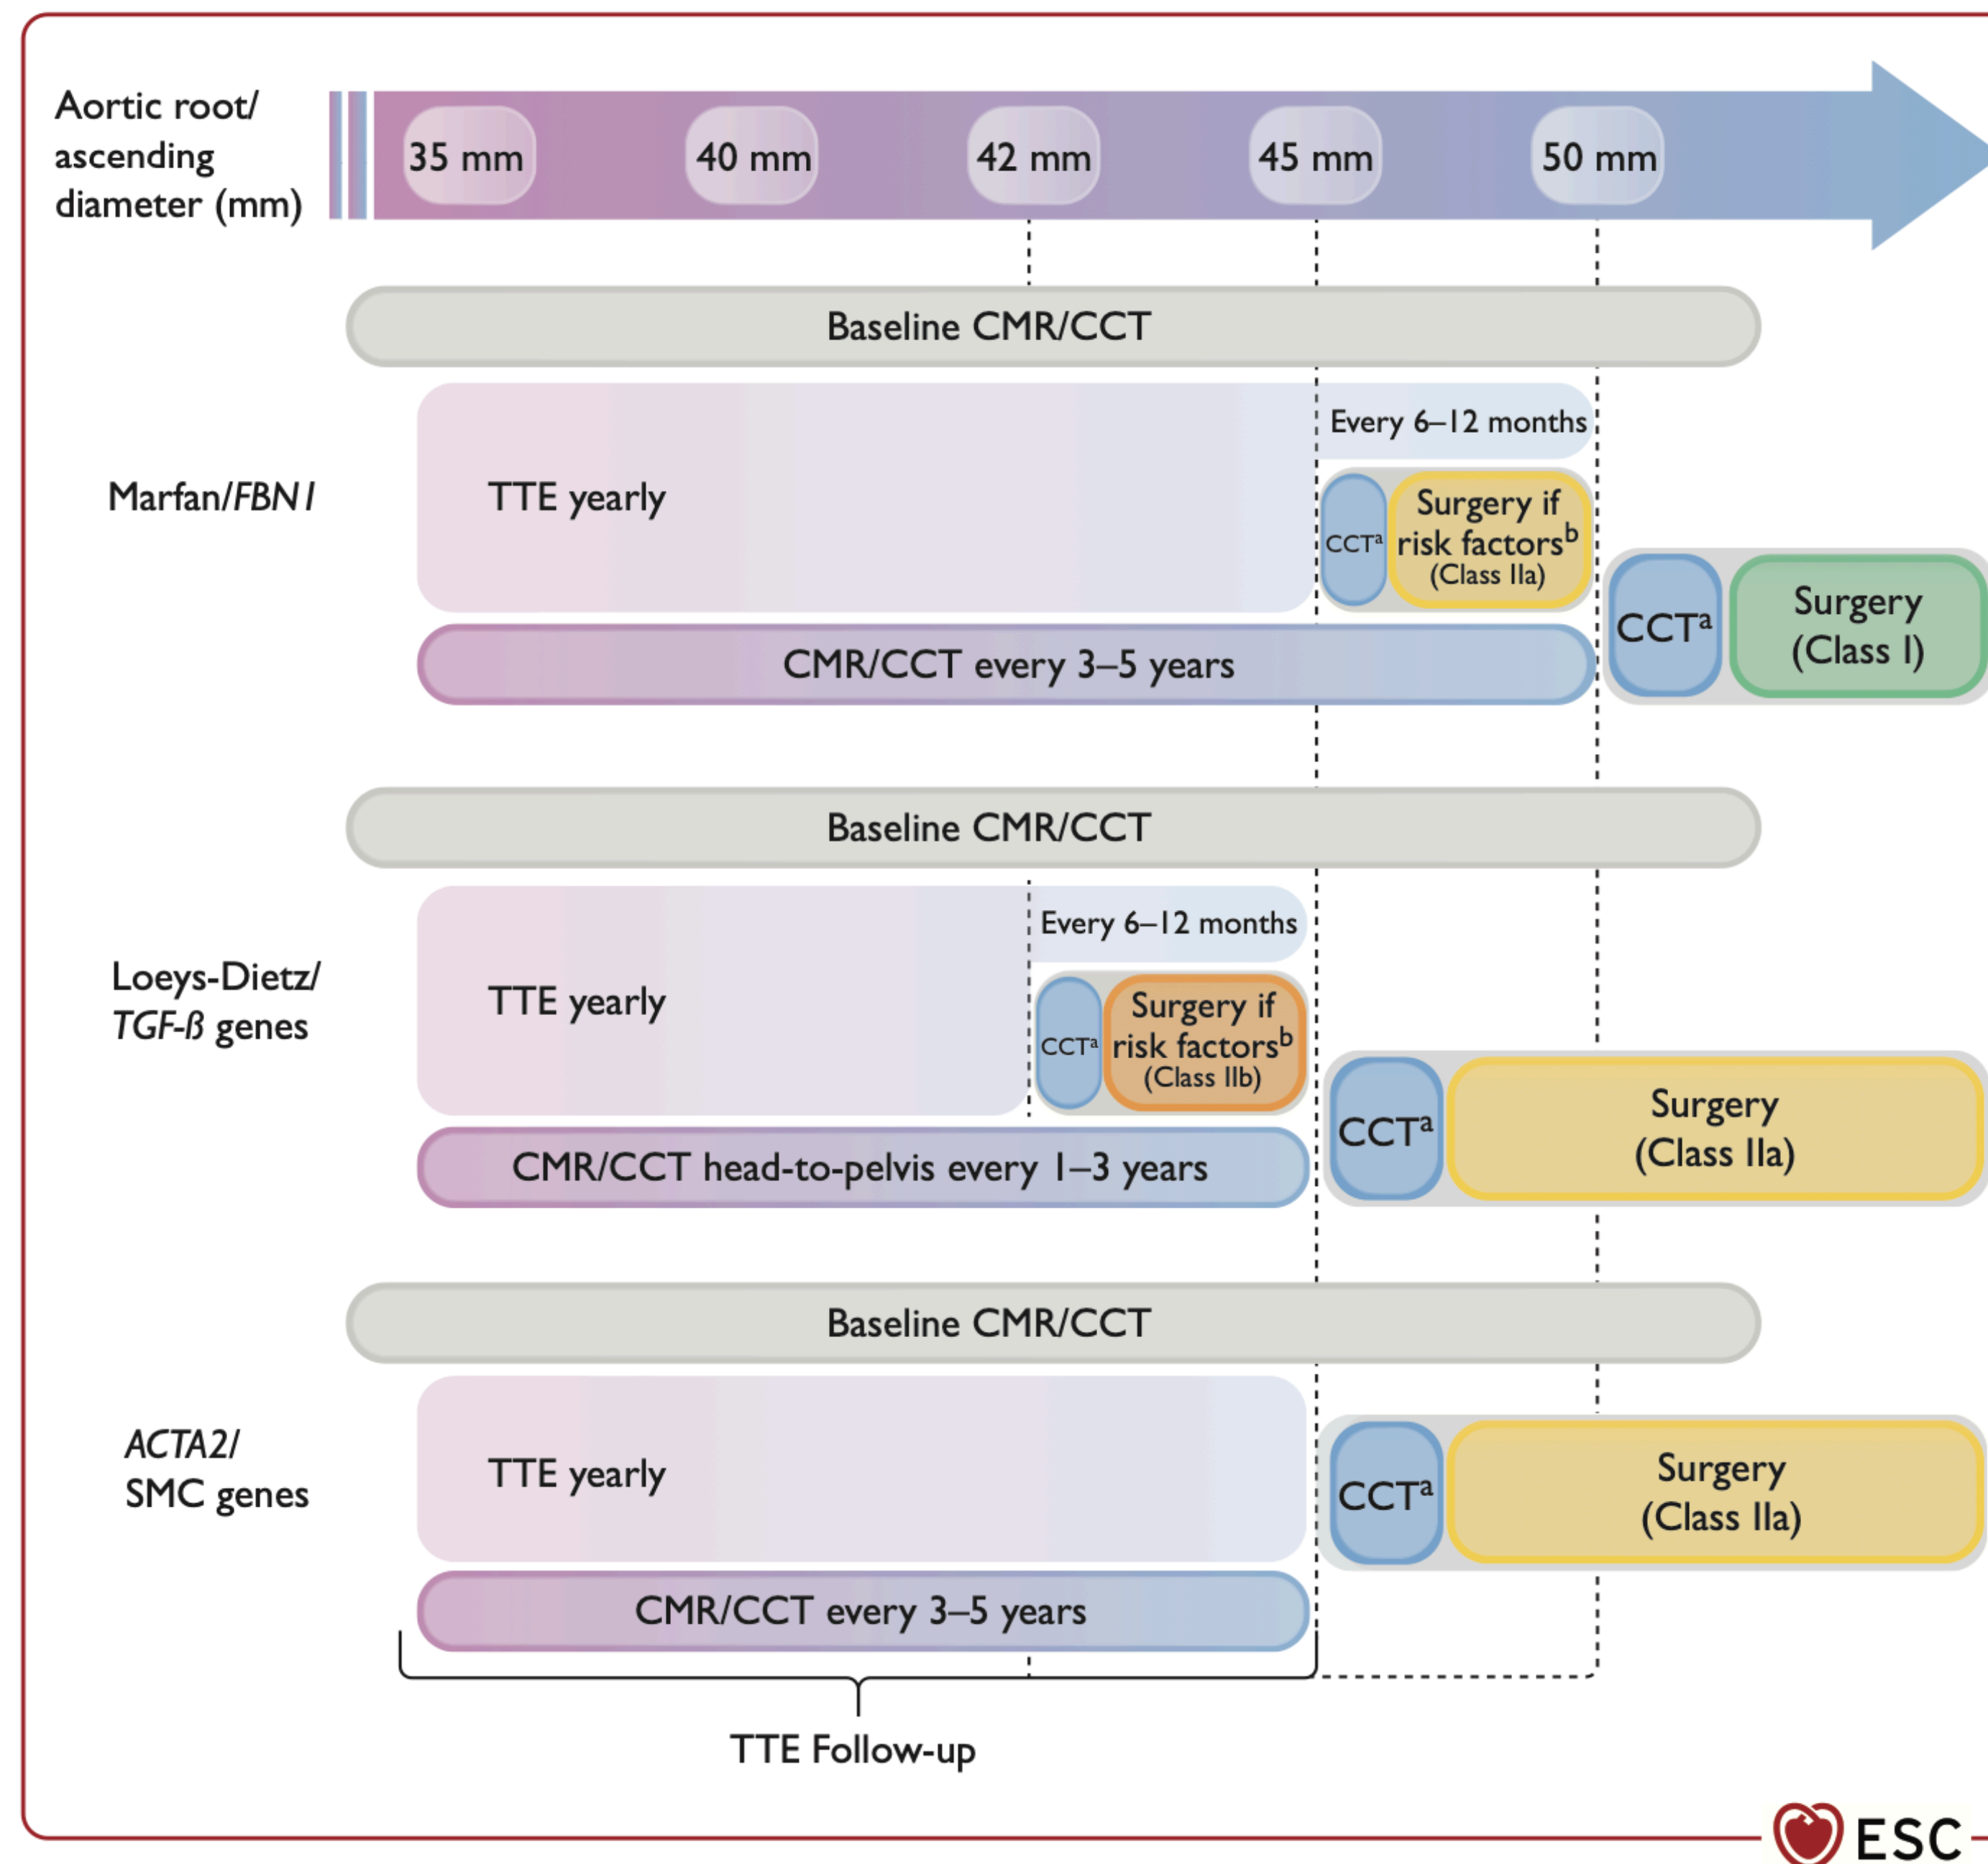 Aortic root/
ascending
diameter (mm)
35 mm
40 mm
42 mm
45 mm
50 mm
Baseline CMR/CCT
Marfan/FBN1
TTE yearly
Every 6–12 months
CCTa
Surgery if
risk factorsb
(Class IIa)
CCTa
Surgery
(Class I)
CMR/CCT every 3–5 years
Baseline CMR/CCT
Loeys-Dietz/
TGF-ß genes
TTE yearly
Every 6–12 months
CCTa
Surgery if
risk factorsb
(Class IIb)
CCTa
Surgery
(Class IIa)
CMR/CCT head-to-pelvis every 1–3 years
Baseline CMR/CCT
ACTA2/
SMC genes
TTE yearly
CCTa
Surgery
(Class IIa)
CMR/CCT every 3–5 years
TTE Follow-up
ESC